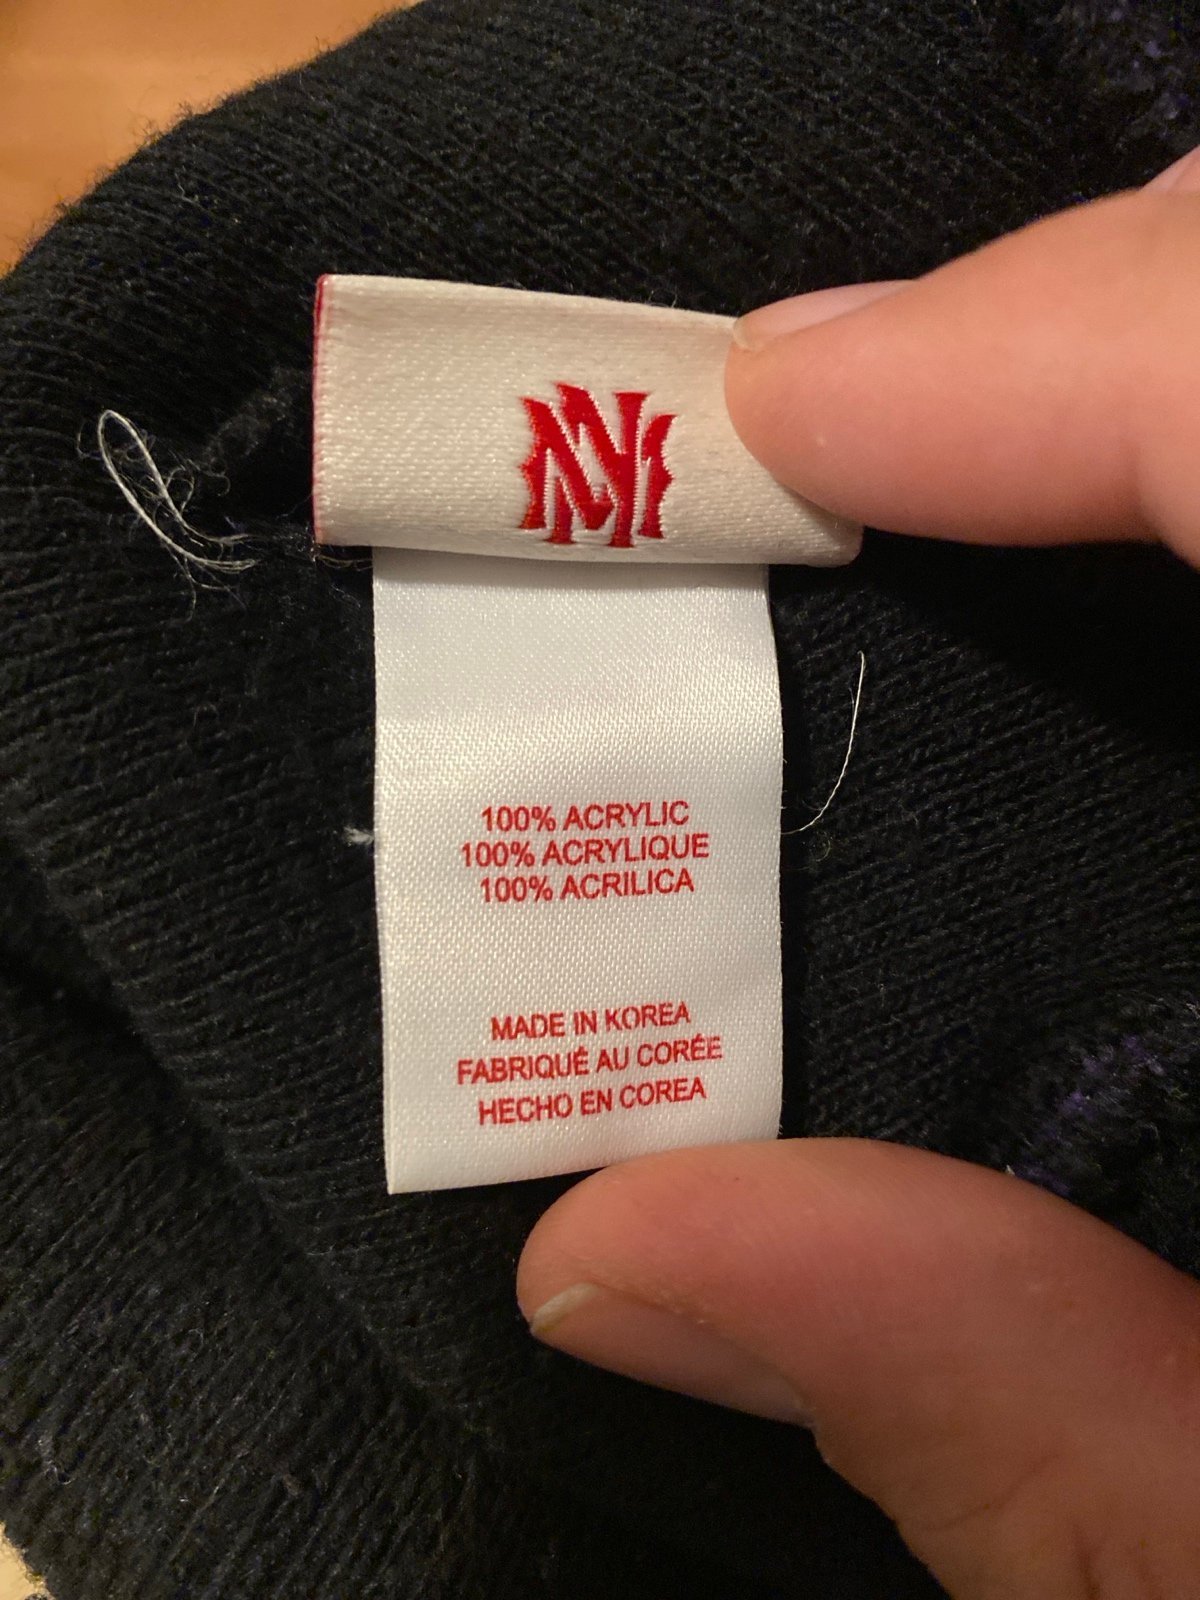 100% ACRYLIC
100% ACRYLIQUE
100% ACRILICA
MADE IN KOREA
FABRIQUÉ AU CORÉE
HECHO EN COREA